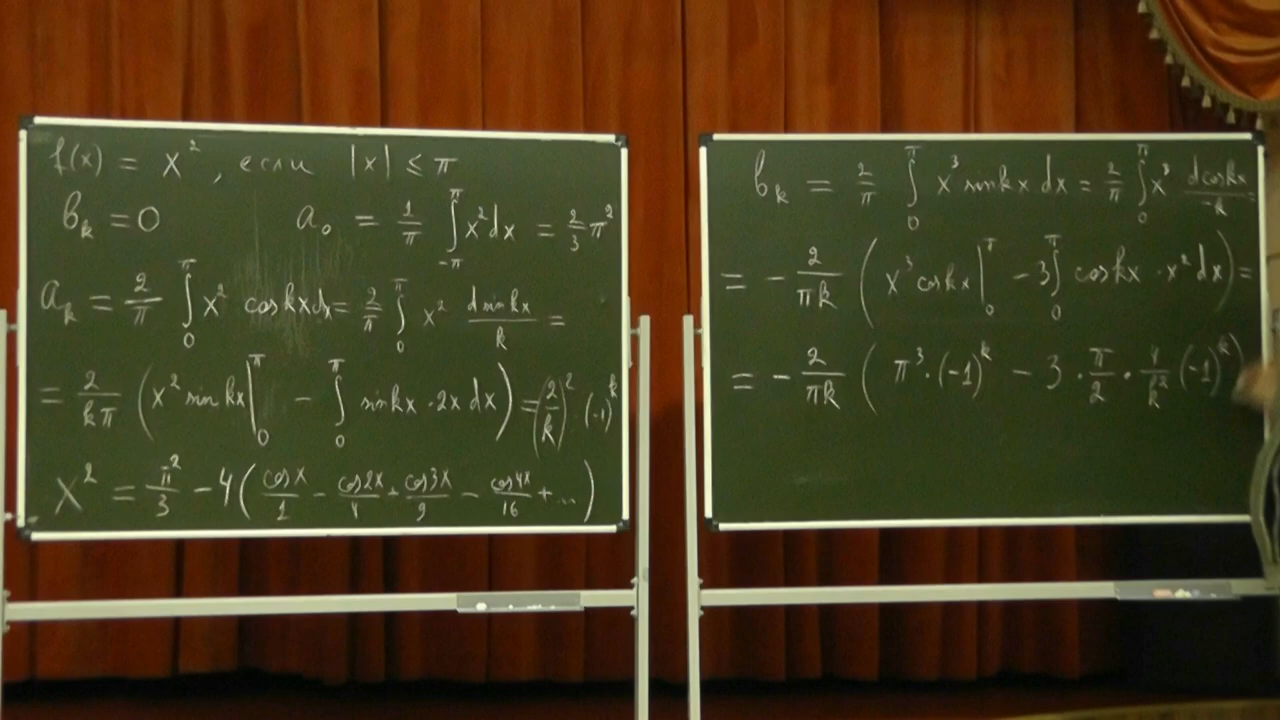 f(x) = x², если |x| ≤ π
b_k = 0 a₀ = 1/π ∫_{-π}^{π} x² dx = 2/3 π²
a_k = 2/π ∫_0^π x² cos kx dx = 2/π ∫_0^π x² d sin kx / k =
= 2/(kπ) ( x² sin kx |_0^π − ∫_0^π sin kx · 2x dx ) = (2/k)² · (-1)^k
x² = π²/3 − 4( cos x/1 − cos 2x/4 + cos 3x/9 − cos 4x/16 + ... )
b_k = 2/π ∫_0^π x³ sin kx dx = 2/π ∫_0^π x³ d cos kx / -k =
= − 2/(πk) ( x³ cos kx |_0^π − 3 ∫_0^π cos kx · x² dx ) =
= − 2/(πk) ( π³ · (-1)^k − 3 · π/2 · 4/k² (-1)^k )